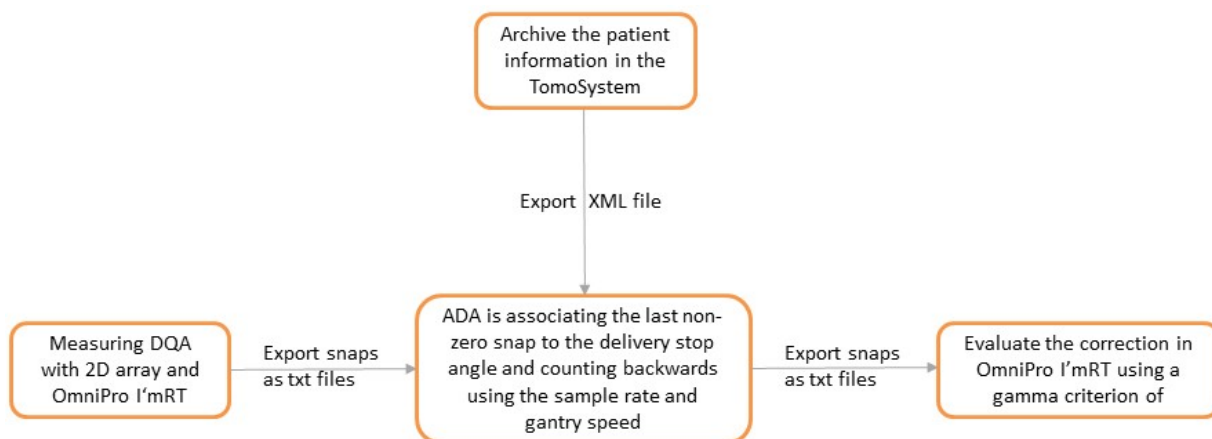 Archive the patient
information in the
TomoSystem
Export XML file
Measuring DQA
with 2D array and
OmniPro I‘mRT
Export snaps
as txt files
ADA is associating the last non-
zero snap to the delivery stop
angle and counting backwards
using the sample rate and
gantry speed
Export snaps
as txt files
Evaluate the correction in
OmniPro I’mRT using a
gamma criterion of